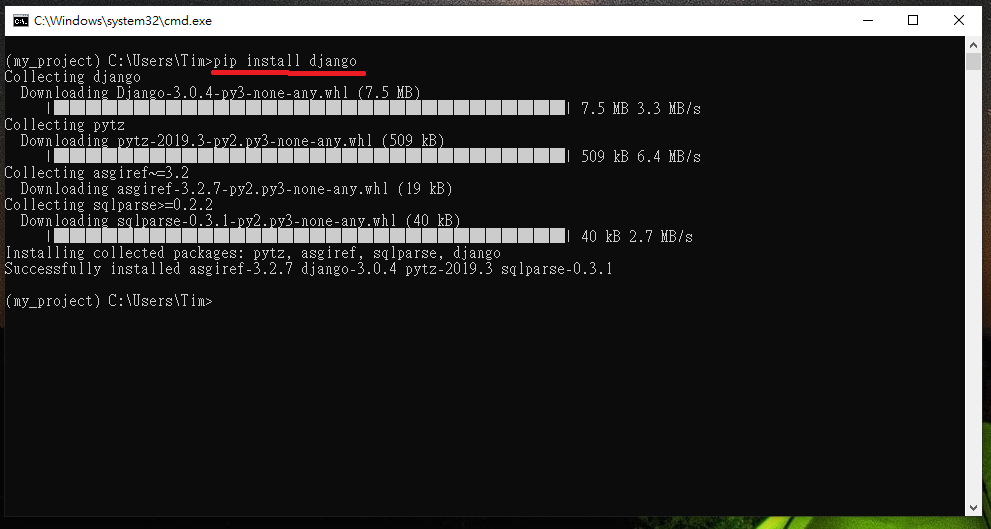 C:\Windows\system32\cmd.exe
(my_project) C:\Users\Tim>pip install django
Collecting django
  Downloading Django-3.0.4-py3-none-any.whl (7.5 MB)
     |████████████████████████████████| 7.5 MB 3.3 MB/s
Collecting pytz
  Downloading pytz-2019.3-py2.py3-none-any.whl (509 kB)
     |████████████████████████████████| 509 kB 6.4 MB/s
Collecting asgiref~=3.2
  Downloading asgiref-3.2.7-py2.py3-none-any.whl (19 kB)
Collecting sqlparse>=0.2.2
  Downloading sqlparse-0.3.1-py2.py3-none-any.whl (40 kB)
     |████████████████████████████████| 40 kB 2.7 MB/s
Installing collected packages: pytz, asgiref, sqlparse, django
Successfully installed asgiref-3.2.7 django-3.0.4 pytz-2019.3 sqlparse-0.3.1
(my_project) C:\Users\Tim>